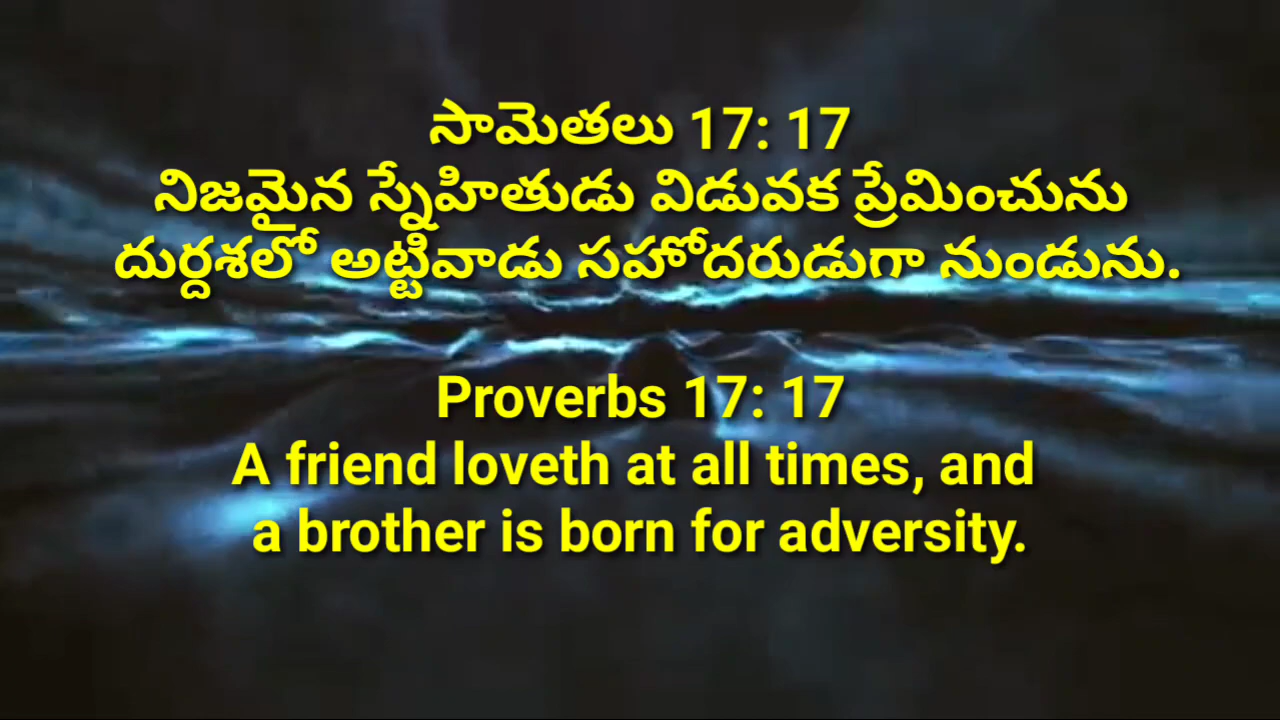 సామెతలు 17: 17
నిజమైన స్నేహితుడు విడువక ప్రేమించును
దుర్దశలో అట్టివాడు సహోదరుడుగా నుండును.
Proverbs 17: 17
A friend loveth at all times, and
a brother is born for adversity.